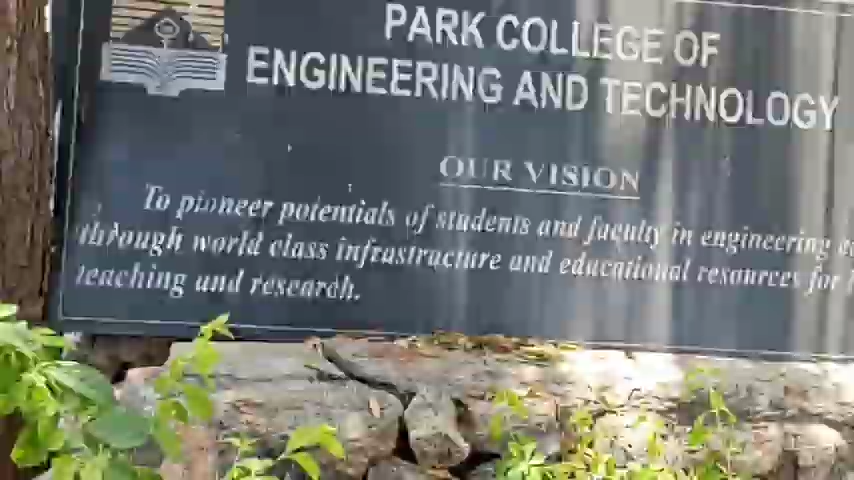 PARK COLLEGE OF
ENGINEERING AND TECHNOLOGY
OUR VISION
To pioneer potentials of students and faculty in engineering
through world class infrastructure and educational resources for
teaching and research.